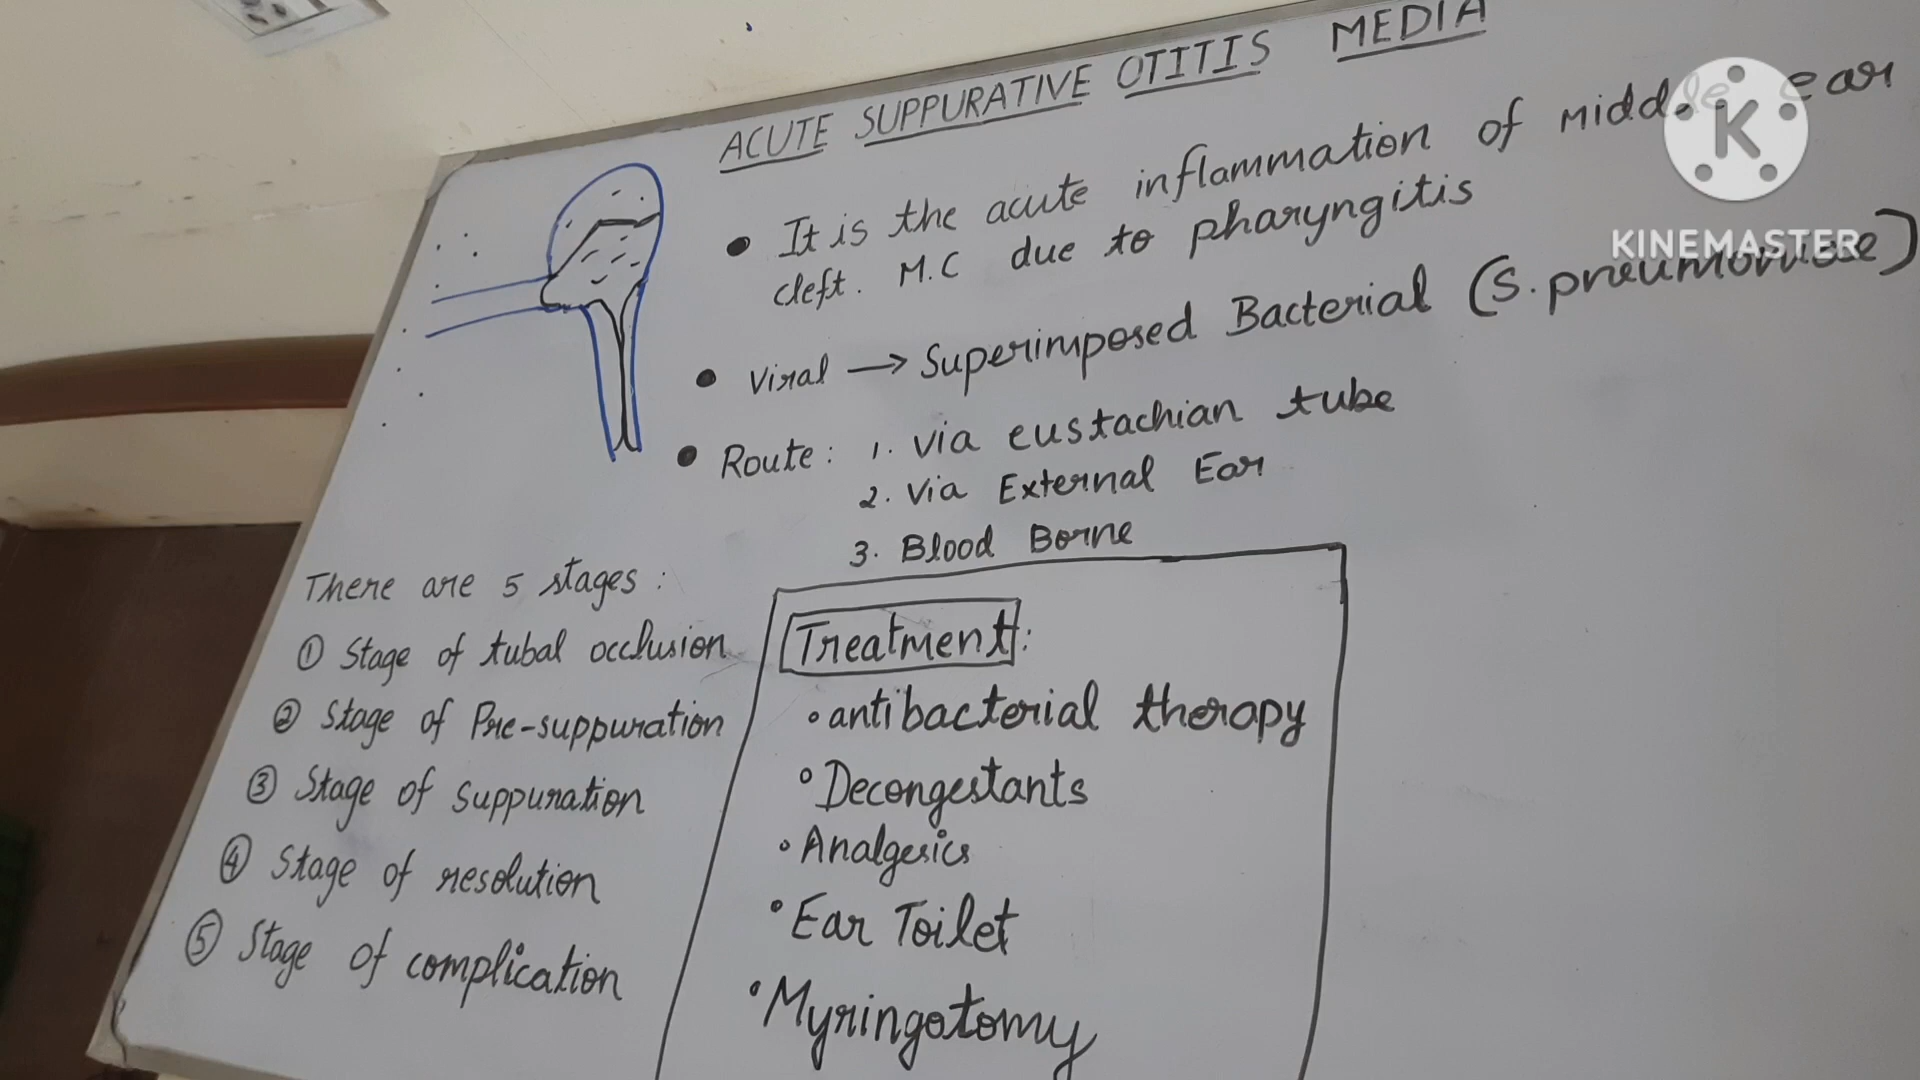 ACUTE SUPPURATIVE OTITIS MEDIA
It is the acute inflammation of middle ear
cleft. M.C due to pharyngitis
Viral → Superimposed Bacterial (S. pneumoniae)
Route: 1. via eustachian tube
2. Via External Ear
3. Blood Borne
There are 5 stages:
① Stage of tubal occlusion
② Stage of Pre-suppuration
③ Stage of suppuration
④ Stage of resolution
⑤ Stage of complication
Treatment:
antibacterial therapy
Decongestants
Analgesics
Ear Toilet
Myringotomy
K
KINEMASTER